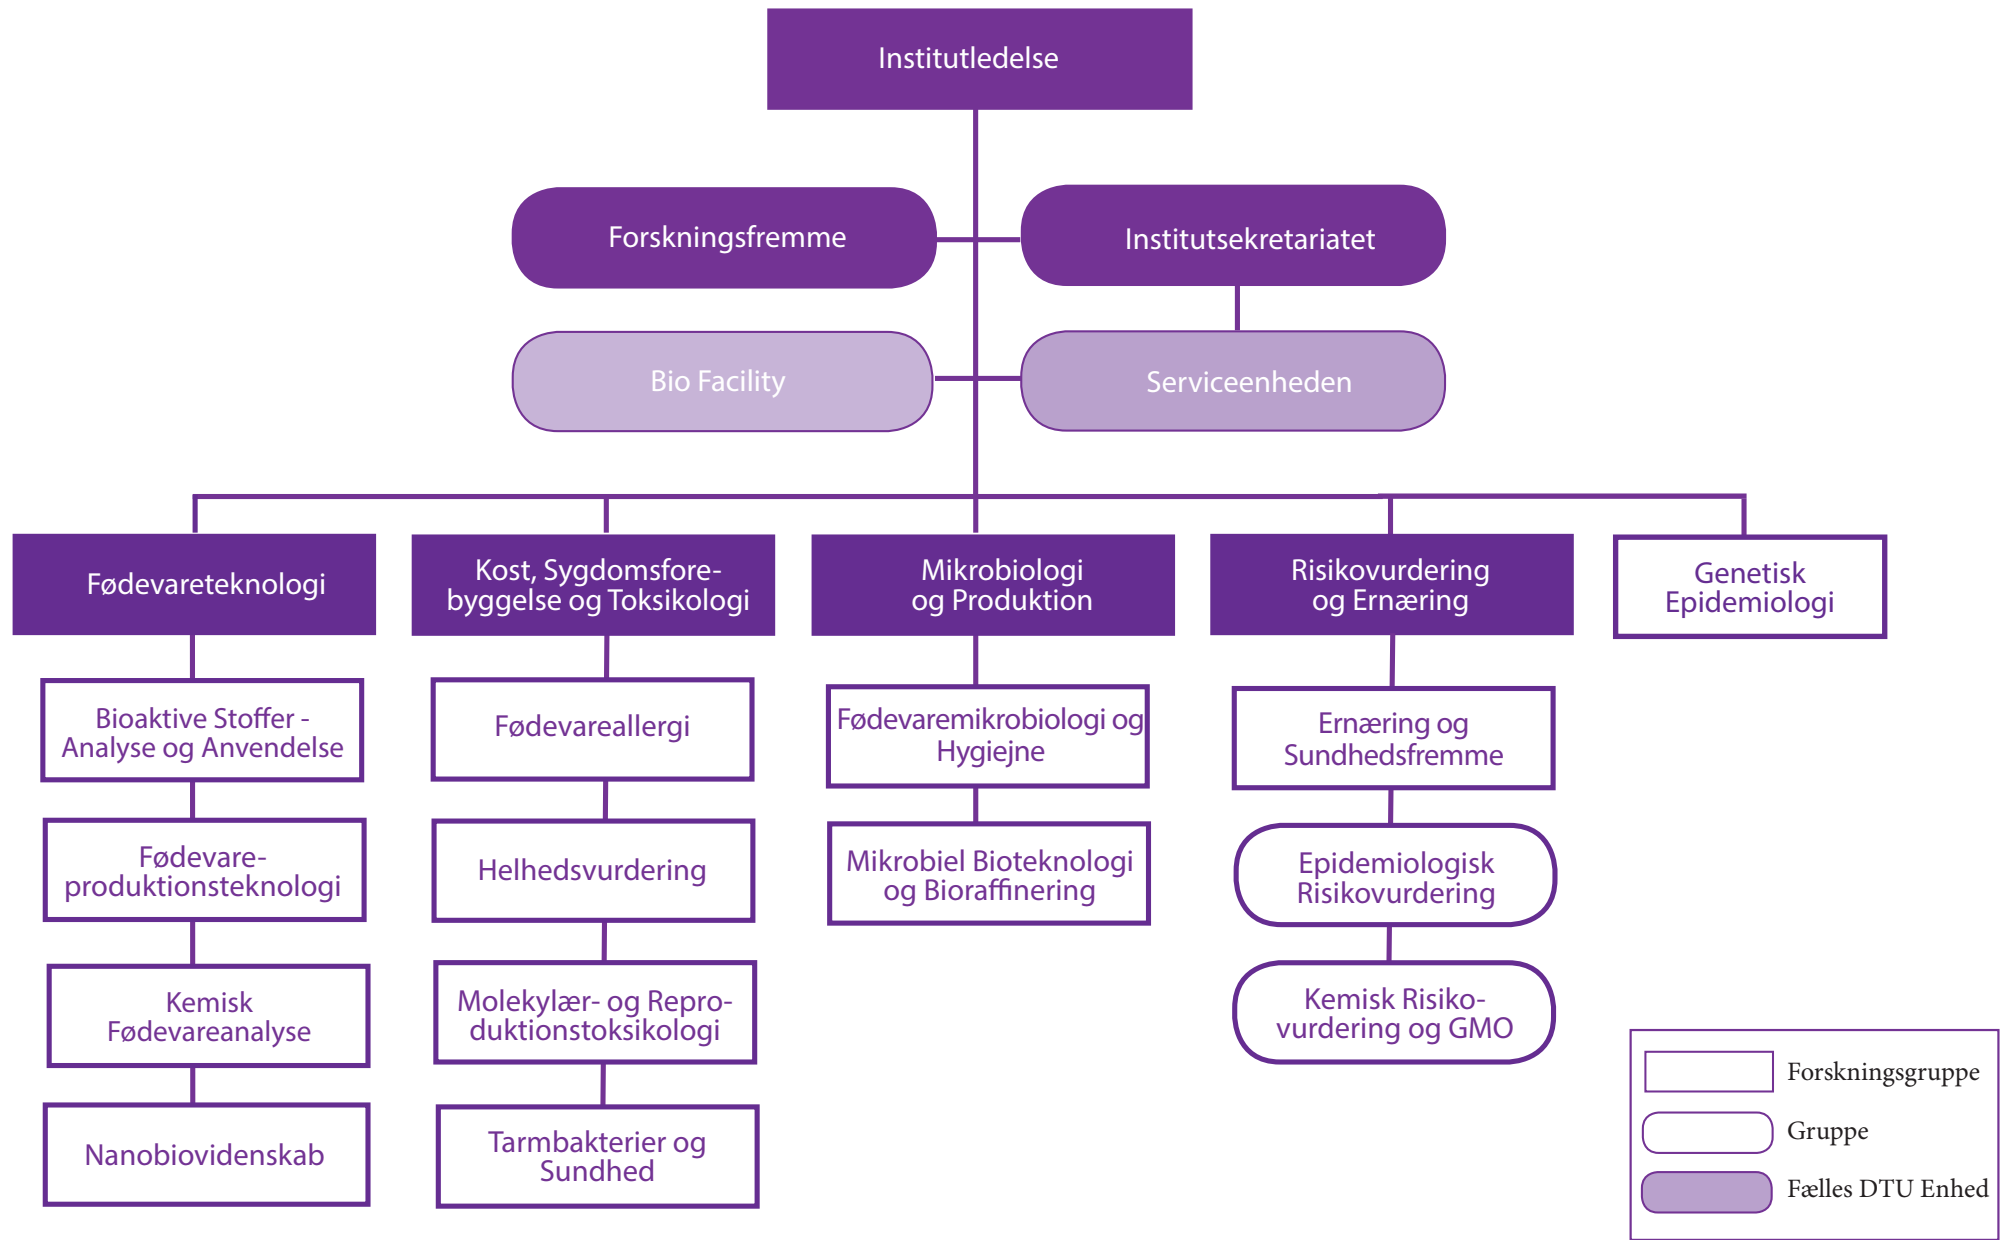 Institutledelse
Forskningsfremme
Institutsekretariatet
Bio Facility
Serviceenheden
Fødevareteknologi
Kost, Sygdomsfore-
byggelse og Toksikologi
Mikrobiologi
og Produktion
Risikovurdering
og Ernæring
Genetisk
Epidemiologi
Bioaktive Stoffer -
Analyse og Anvendelse
Fødevare-
produktionsteknologi
Kemisk
Fødevareanalyse
Nanobiovidenskab
Fødevareallergi
Helhedsvurdering
Molekylær- og Repro-
duktionstoksikologi
Tarmbakterier og
Sundhed
Fødevaremikrobiologi og
Hygiejne
Mikrobiel Bioteknologi
og Bioraffinering
Ernæring og
Sundhedsfremme
Epidemiologisk
Risikovurdering
Kemisk Risiko-
vurdering og GMO
Forskningsgruppe
Gruppe
Fælles DTU Enhed